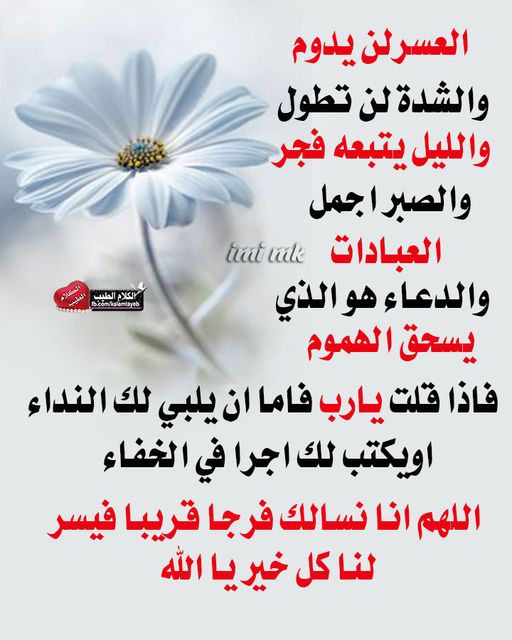 العسرلن يدوم
والشدة لن تطول
والليل يتبعه فجر
والصبر اجمل
العبادات
imi mk
والدعاء هو الذي
يسحق الهموم
الكلام الطيب
fb.com/kalamtayeb
الكلام
الطيب
فاذا قلت يارب فاما ان يلبي لك النداء
اويكتب لك اجرا في الخفاء
اللهم انا نسالك فرجا قريبا فيسر
لنا كل خير يا الله